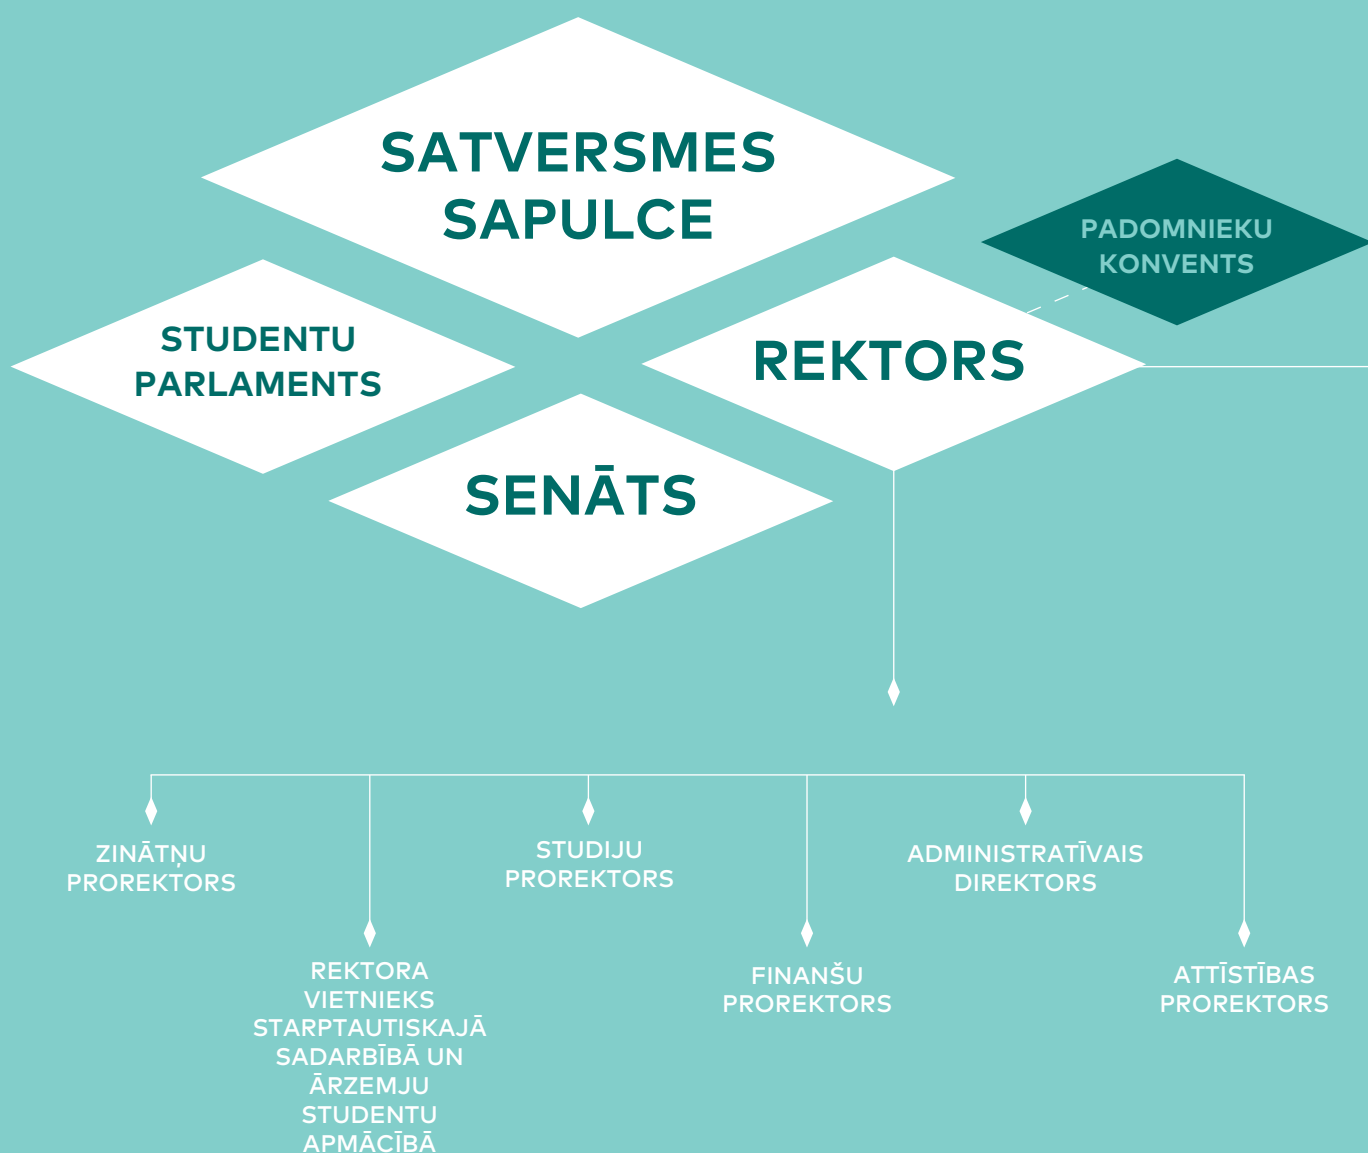 SATVERSMES
SAPULCE
PADOMNIEKU
KONVENTS
STUDENTU
PARLAMENTS
REKTORS
SENĀTS
ZINĀTŅU
PROREKTORS
REKTORA
VIETNIEKS
STARPTAUTISKAJĀ
SADARBĪBĀ UN
ĀRZEMJU
STUDENTU
APMĀCĪBĀ
STUDIJU
PROREKTORS
FINANŠU
PROREKTORS
ADMINISTRATĪVAIS
DIREKTORS
ATTĪSTĪBAS
PROREKTORS